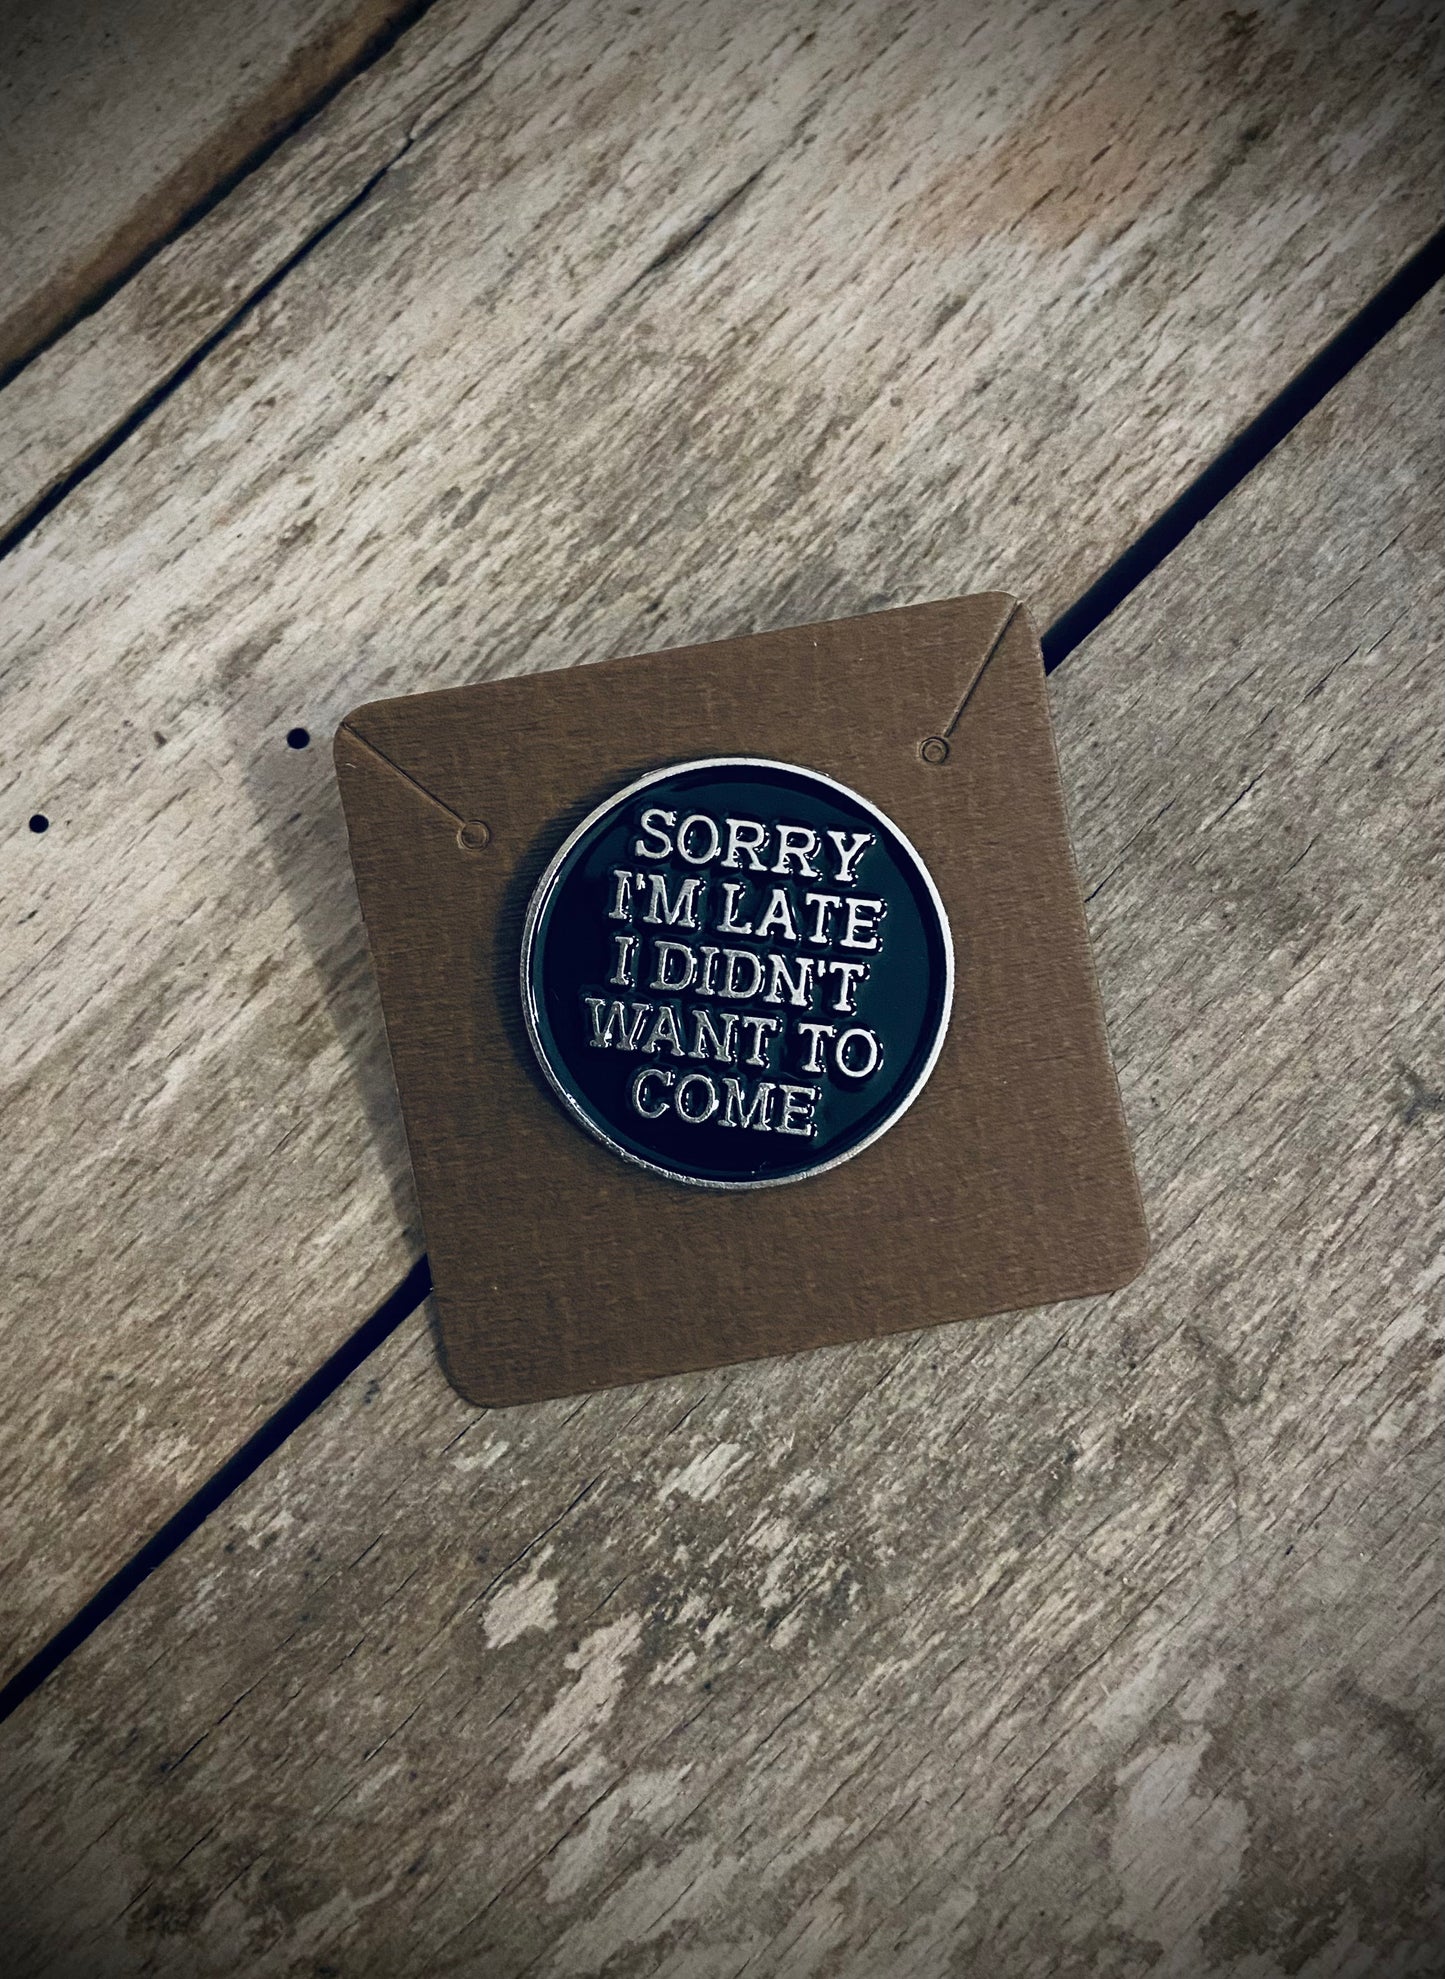 SORRY
I'M LATE
I DIDN'T
WANT TO
COME